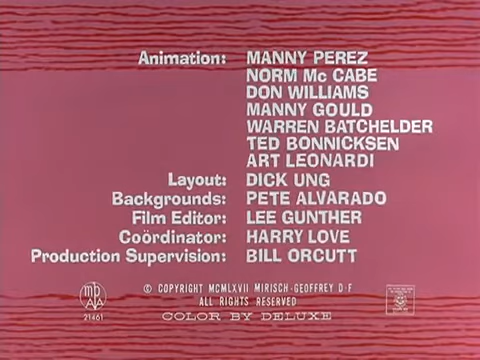 Animation: MANNY PEREZ
NORM Mc CABE
DON WILLIAMS
MANNY GOULD
WARREN BATCHELDER
TED BONNICKSEN
ART LEONARDI
Layout: DICK UNG
Backgrounds: PETE ALVARADO
Film Editor: LEE GUNTHER
Coördinator: HARRY LOVE
Production Supervision: BILL ORCUTT
© COPYRIGHT MCMLXVII MIRISCH-GEOFFREY D-F
ALL RIGHTS RESERVED
COLOR BY DELUXE
21461